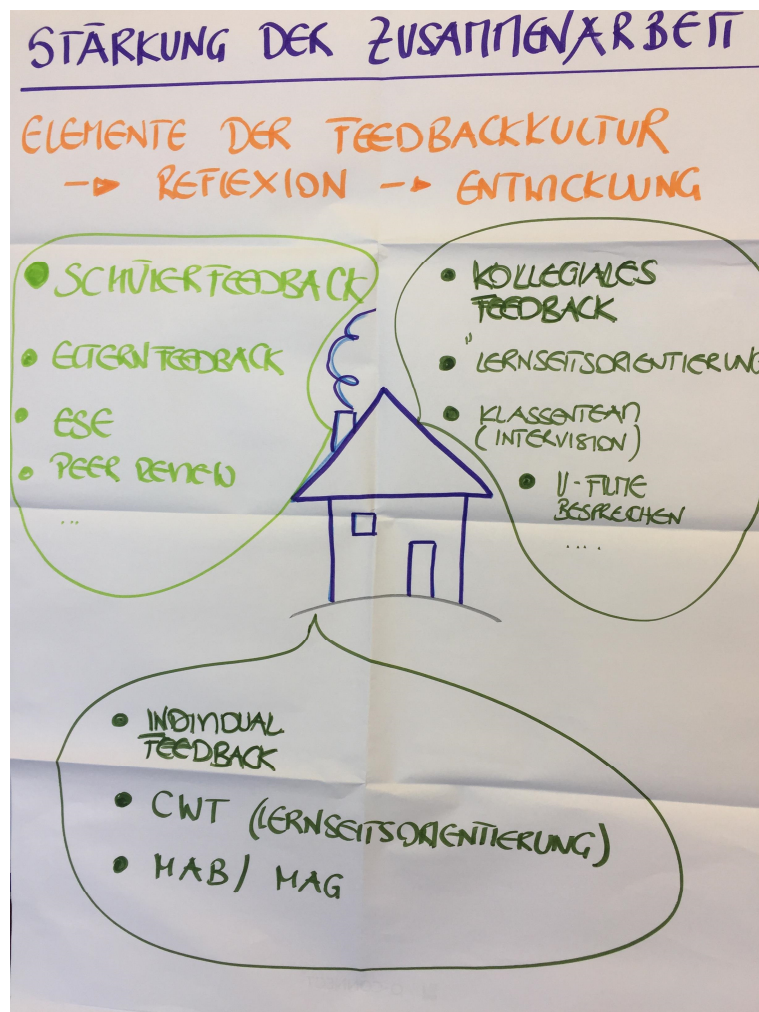 STÄRKUNG DER ZUSAMMENARBEIT
ELEMENTE DER FEEDBACKKULTUR
→ REFLEXION → ENTWICKLUNG
• SCHÜLERFEEDBACK
• ELTERNFEEDBACK
• ESE
• PEER REVIEW
...
• KOLLEGIALES
FEEDBACK
• "LERNSEITSORIENTIERUNG
• KLASSENTEAM
(INTERVISION)
• U-FILME
BESPRECHEN
....
• INDIVIDUAL
FEEDBACK
• CWT (LERNSEITSORIENTIERUNG)
• MAB/ MAG